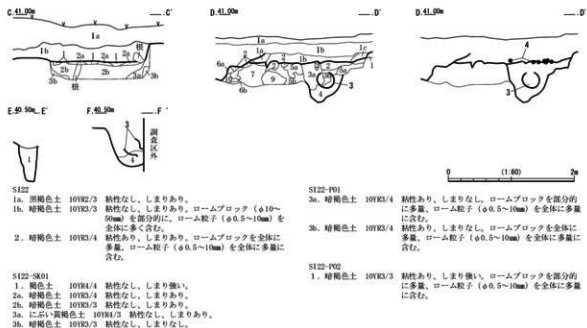 C.41.00m C'
D.41.00m D'
D.41.00m D'
1a
1b 1a 2a 2a 2a 根
2b 2b 3a 3b
3b 根
1a 1b 1c
6a 2 1b 2 1
7 9 3a 3
6b 4
4
3
E.40.50m E'
F.40.50m F'
1
3
4
調査区外
0 (1:60) 2m
SI22
1a. 黒褐色土 10YR2/3 粘性なし、しまりあり。
1b. 暗褐色土 10YR3/3 粘性なし、しまりあり、ロームブロック(φ10~
50mm)を部分的に、ローム粒子(φ0.5~10mm)を
全体に多く含む。
2. 暗褐色土 10YR3/4 粘性あり、しまりあり。ロームブロックを全体に
多量、ローム粒子(φ0.5~10mm)を全体に多量に
含む。
SI22-SK01
1. 褐色土 10YR4/4 粘性なし、しまり強い。
2a. 暗褐色土 10YR3/4 粘性なし、しまりあり。
2b. 暗褐色土 10YR3/3 粘性なし、しまりあり。
3a. にぶい黄褐色土 10YR4/3 粘性なし、しまりあり。
3b. 暗褐色土 10YR3/3 粘性なし、しまりなし。
SI22-P01
3a. 暗褐色土 10YR3/4 粘性あり、しまりなし。ロームブロックを部分的
に多量、ローム粒子(φ0.5~10mm)を全体に多量
に含む。
3b. 暗褐色土 10YR3/4 粘性あり、しまりなし。ロームブロックを全体に
多量、ローム粒子(φ0.5~10mm)を全体に多量に
含む。
SI22-P02
1. 暗褐色土 10YR3/3 粘性あり、しまり強い。ロームブロックを部分的
に多量、ローム粒子(φ0.5~10mm)を全体に多量
に含む。